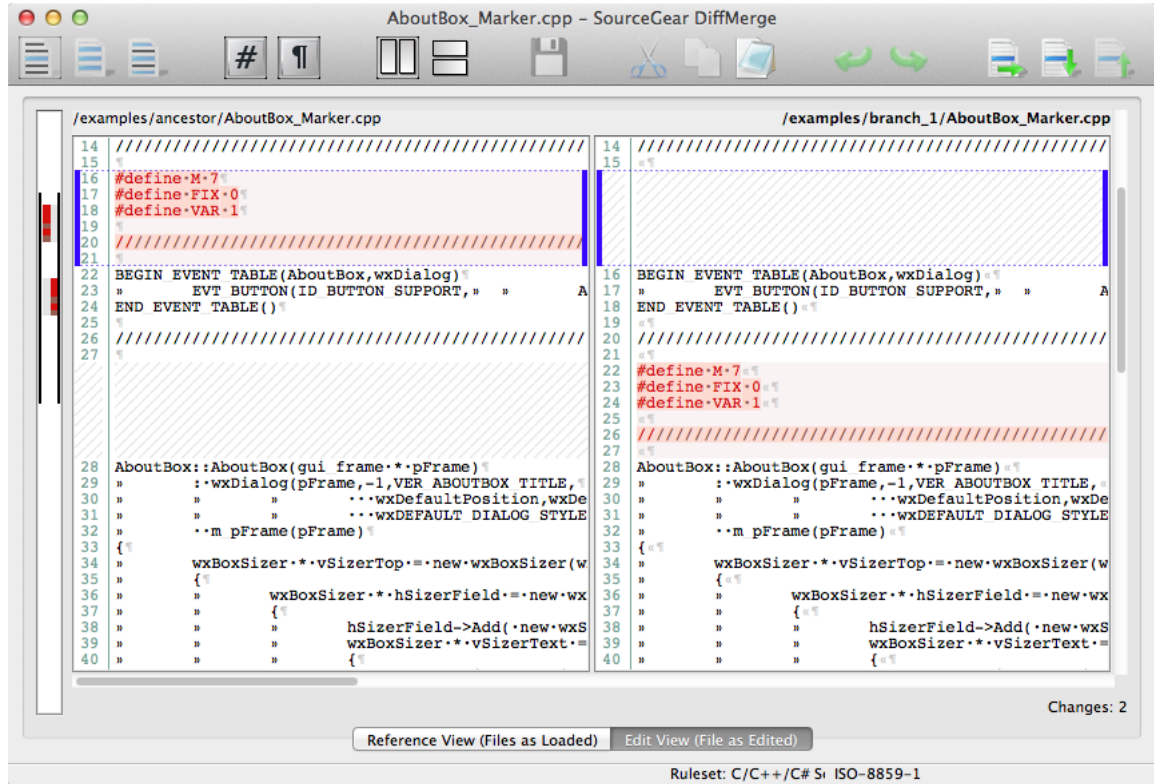 AboutBox_Marker.cpp – SourceGear DiffMerge
# ¶
/examples/ancestor/AboutBox_Marker.cpp
14 //////////////////////////////////////////////////
15 ¶
16 #define·M·7¶
17 #define·FIX·0¶
18 #define·VAR·1¶
19 ¶
20 //////////////////////////////////////////////////
21 ¶
22 BEGIN_EVENT_TABLE(AboutBox,wxDialog)¶
23 » EVT_BUTTON(ID_BUTTON_SUPPORT,» » A
24 END_EVENT_TABLE()¶
25 ¶
26 //////////////////////////////////////////////////
27 ¶
28 AboutBox::AboutBox(gui_frame·*·pFrame)¶
29 » :·wxDialog(pFrame,-1,VER_ABOUTBOX_TITLE,¶
30 » » » ···wxDefaultPosition,wxDe
31 » » » ···wxDEFAULT_DIALOG_STYLE
32 » ··m_pFrame(pFrame)¶
33 {¶
34 » wxBoxSizer·*·vSizerTop·=·new·wxBoxSizer(w
35 » {¶
36 » » wxBoxSizer·*·hSizerField·=·new·wx
37 » » {¶
38 » » » hSizerField->Add(·new·wxS
39 » » » wxBoxSizer·*·vSizerText·=
40 » » » {¶
/examples/branch_1/AboutBox_Marker.cpp
14 //////////////////////////////////////////////////
15 «¶
16 BEGIN_EVENT_TABLE(AboutBox,wxDialog)«¶
17 » EVT_BUTTON(ID_BUTTON_SUPPORT,» » A
18 END_EVENT_TABLE()«¶
19 «¶
20 //////////////////////////////////////////////////
21 «¶
22 #define·M·7«¶
23 #define·FIX·0«¶
24 #define·VAR·1«¶
25 «¶
26 //////////////////////////////////////////////////
27 «¶
28 AboutBox::AboutBox(gui_frame·*·pFrame)«¶
29 » :·wxDialog(pFrame,-1,VER_ABOUTBOX_TITLE,«
30 » » » ···wxDefaultPosition,wxDe
31 » » » ···wxDEFAULT_DIALOG_STYLE
32 » ··m_pFrame(pFrame)«¶
33 {«¶
34 » wxBoxSizer·*·vSizerTop·=·new·wxBoxSizer(w
35 » {«¶
36 » » wxBoxSizer·*·hSizerField·=·new·wx
37 » » {«¶
38 » » » hSizerField->Add(·new·wxS
39 » » » wxBoxSizer·*·vSizerText·=
40 » » » {«¶
Changes: 2
Reference View (Files as Loaded) Edit View (File as Edited)
Ruleset: C/C++/C# So ISO-8859-1